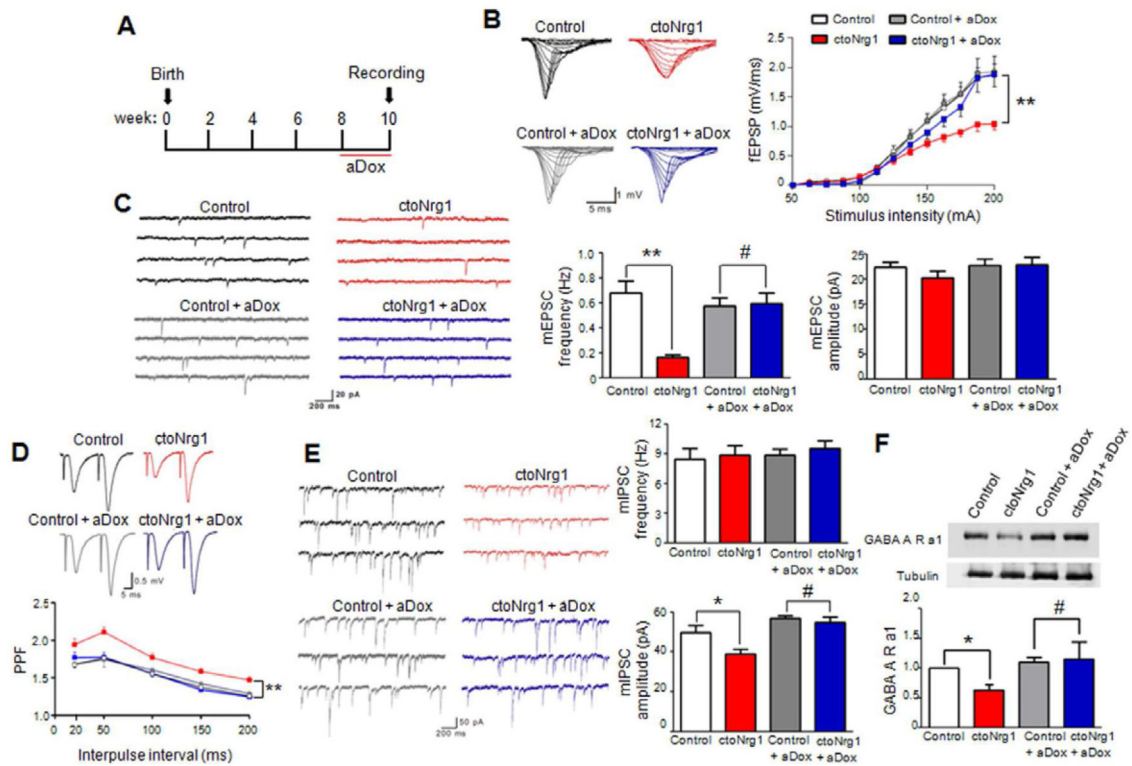 A
Birth
Recording
week: 0 2 4 6 8 10
aDox
B
Control
ctoNrg1
Control + aDox
ctoNrg1 + aDox
1 mV
5 ms
Control
Control + aDox
ctoNrg1
ctoNrg1 + aDox
fEPSP (mV/ms)
2.5
2.0
1.5
1.0
0.5
0.0
50 100 150 200
Stimulus intensity (mA)
**
C
Control
ctoNrg1
Control + aDox
ctoNrg1 + aDox
20 pA
200 ms
mEPSC
frequency (Hz)
1.0
0.8
0.6
0.4
0.2
0
**
#
Control
ctoNrg1
Control
+ aDox
ctoNrg1
+ aDox
mEPSC
amplitude (pA)
25
20
15
10
5
0
Control
ctoNrg1
Control
+ aDox
ctoNrg1
+ aDox
D
Control
ctoNrg1
Control + aDox
ctoNrg1 + aDox
0.5 mV
5 ms
PPF
2.5
2.0
1.5
1.0
0 20 50 100 150 200
Interpulse interval (ms)
**
E
Control
ctoNrg1
Control + aDox
ctoNrg1 + aDox
50 pA
200 ms
mIPSC
frequency (Hz)
12
9
6
3
0
Control
ctoNrg1
Control
+ aDox
ctoNrg1
+ aDox
mIPSC
amplitude (pA)
60
40
20
0
*
#
Control
ctoNrg1
Control
+ aDox
ctoNrg1
+ aDox
F
Control
ctoNrg1
Control + aDox
ctoNrg1+aDox
GABA A R a1
Tubulin
GABA A R a1
2.0
1.5
1.0
0.5
0.0
*
#
Control
ctoNrg1
Control
+ aDox
ctoNrg1
+ aDox